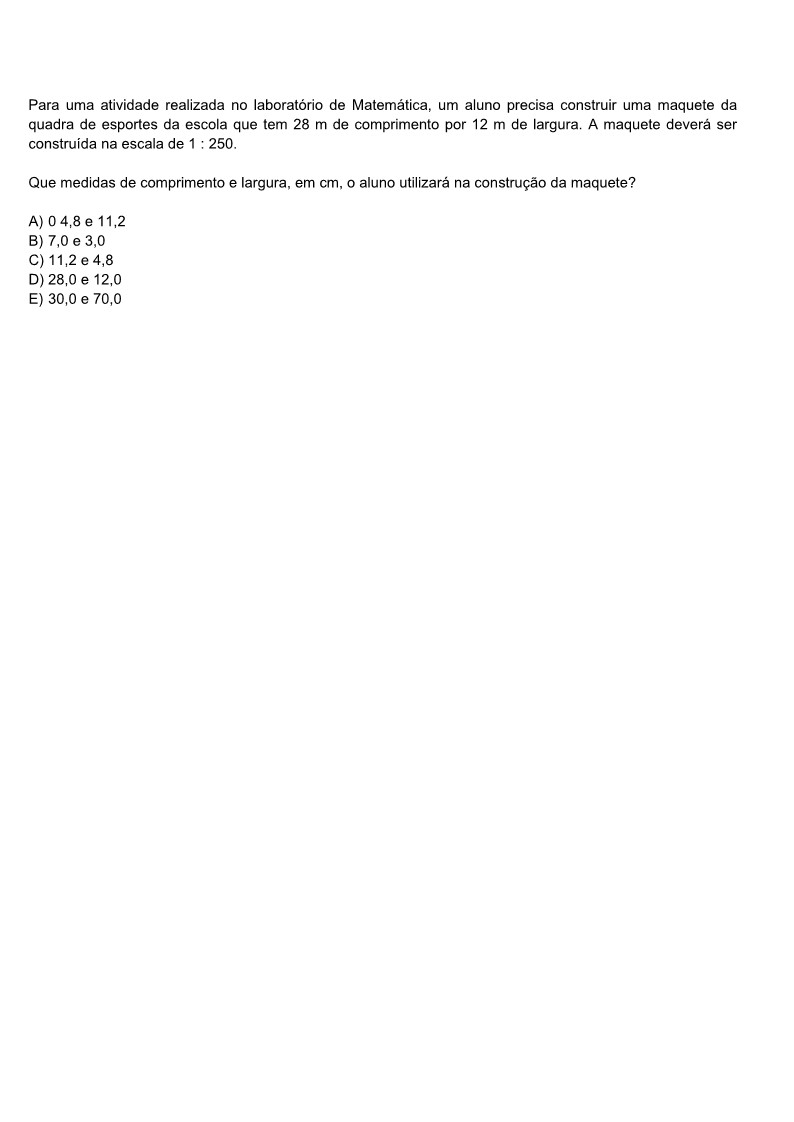 Para uma atividade realizada no laboratório de Matemática, um aluno precisa construir uma maquete da
quadra de esportes da escola que tem 28 m de comprimento por 12 m de largura. A maquete deverá ser
construída na escala de 1 : 250.
Que medidas de comprimento e largura, em cm, o aluno utilizará na construção da maquete?
A) 0 4,8 e 11,2
B) 7,0 e 3,0
C) 11,2 e 4,8
D) 28,0 e 12,0
E) 30,0 e 70,0